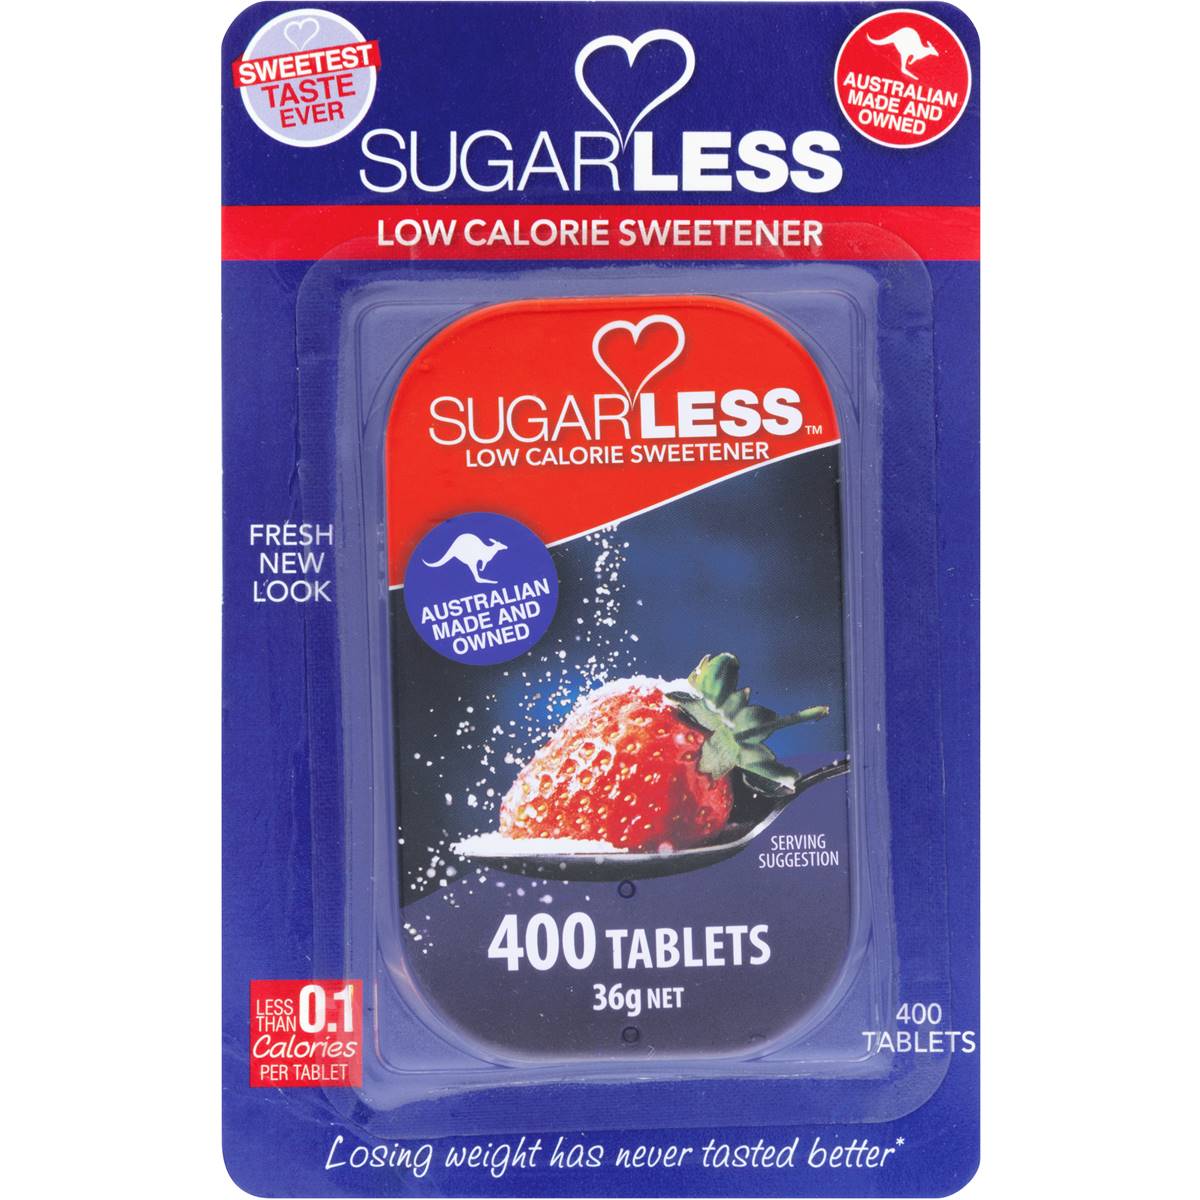 SWEETEST
TASTE
EVER
AUSTRALIAN
MADE AND
OWNED
SUGARLESS
LOW CALORIE SWEETENER
SUGARLESS™
LOW CALORIE SWEETENER
FRESH
NEW
LOOK
AUSTRALIAN
MADE AND
OWNED
SERVING
SUGGESTION
400 TABLETS
36g NET
LESS
THAN 0.1
Calories
PER TABLET
400
TABLETS
Losing weight has never tasted better*